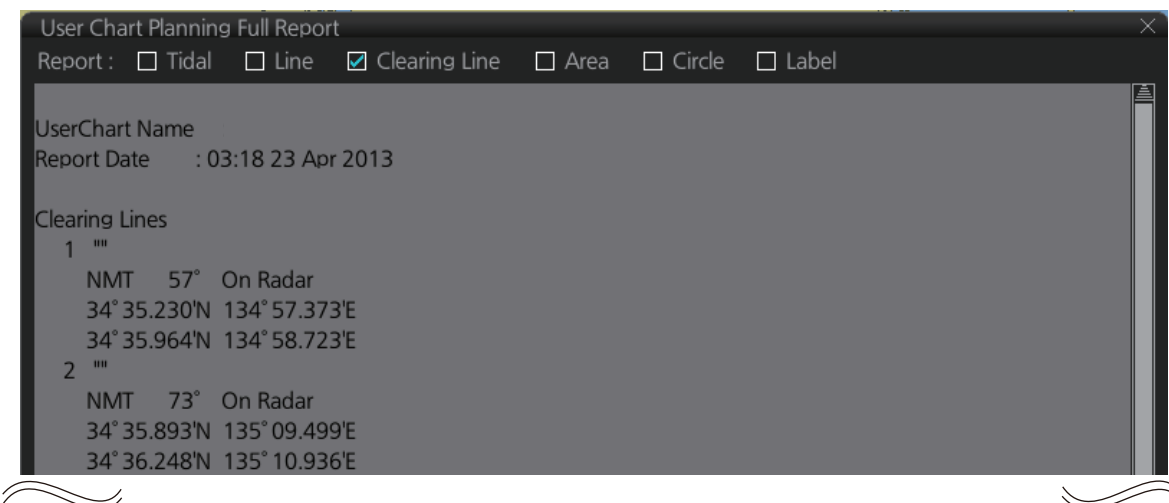 User Chart Planning Full Report
Report : Tidal Line Clearing Line Area Circle Label
UserChart Name
Report Date : 03:18 23 Apr 2013
Clearing Lines
1 ""
NMT 57° On Radar
34°35.230'N 134°57.373'E
34°35.964'N 134°58.723'E
2 ""
NMT 73° On Radar
34°35.893'N 135°09.499'E
34°36.248'N 135°10.936'E